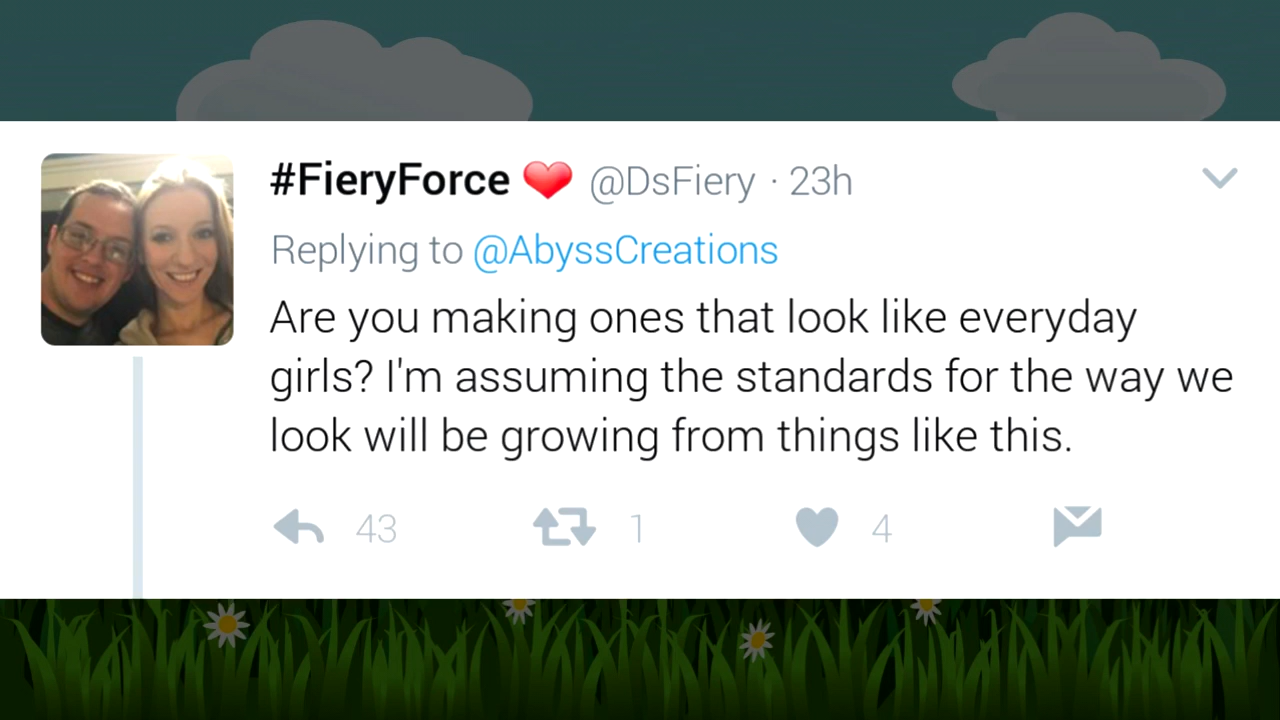 #FieryForce ❤ @DsFiery · 23h
Replying to @AbyssCreations
Are you making ones that look like everyday
girls? I'm assuming the standards for the way we
look will be growing from things like this.
43 1 4